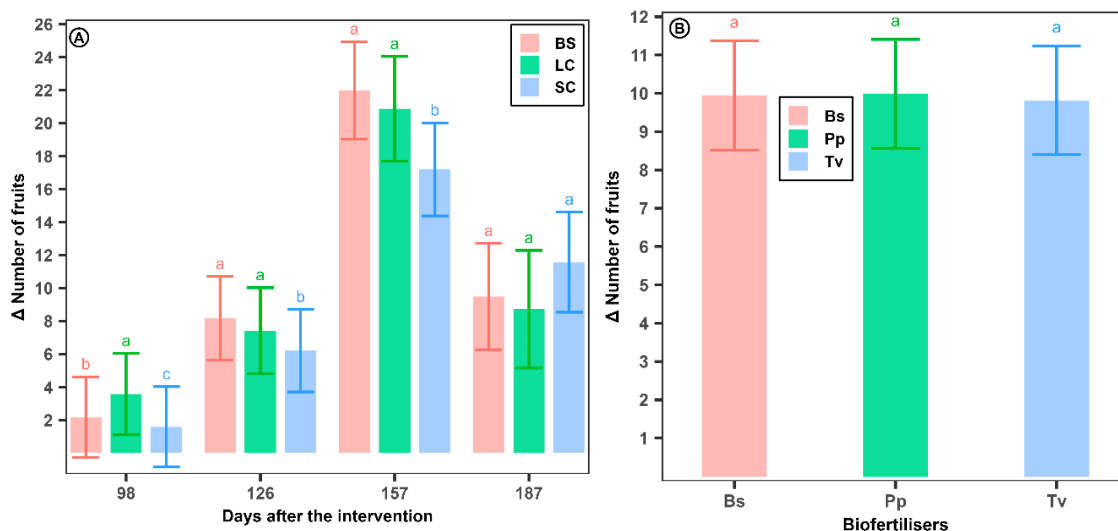 A
26
24
22
20
18
16
14
12
10
8
6
4
2
Δ Number of fruits
BS
LC
SC
b a c
a a b
a a b
a a a
98 126 157 187
Days after the intervention
B
12
11
10
9
8
7
6
5
4
3
2
1
Δ Number of fruits
a a a
Bs
Pp
Tv
Bs Pp Tv
Biofertilisers